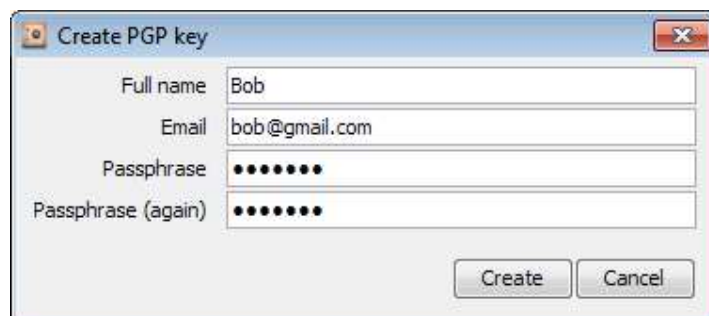 Create PGP key
Full name Bob
Email bob@gmail.com
Passphrase •••••••
Passphrase (again) •••••••
Create Cancel